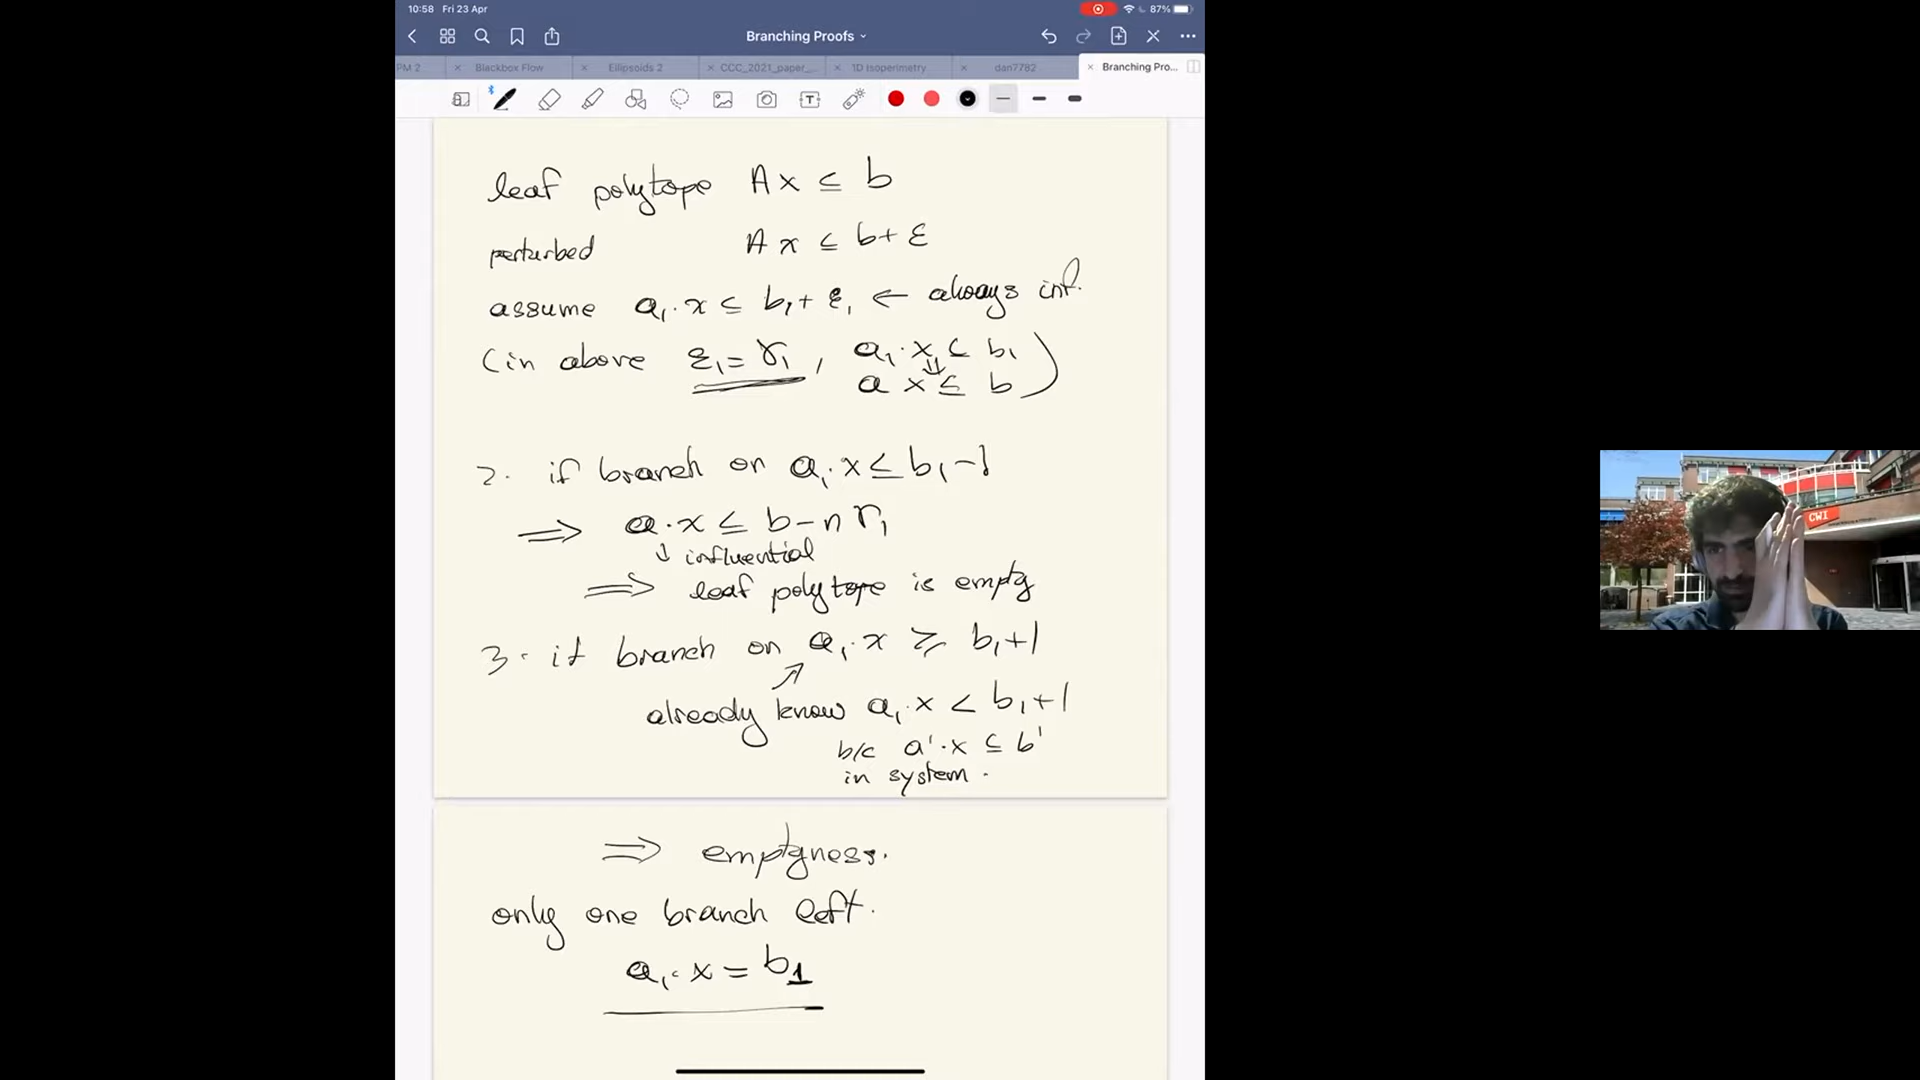 10:58 Fri 23 Apr
87%
Branching Proofs
PM 2
Blackbox Flow
Ellipsoids 2
CCC_2021_paper_...
1D Isoperimetry
dan7782
Branching Pro...
leaf polytope Ax ≤ b
perturbed Ax ≤ b + ε
assume a₁·x ≤ b₁ + ε₁ ← always inf.
(in above ε₁ = γ₁, a₁·x ≤ b₁
⇓
a x ≤ b)
2. if branch on a₁·x ≤ b₁-1
⇒ a·x ≤ b - n γ₁
↓ influential
⇒ leaf polytope is empty
3. if branch on a₁·x ≥ b₁+1
already know a₁·x < b₁+1
b/c a'·x ≤ b'
in system.
⇒ emptyness.
only one branch left.
a₁·x = b₁
CWI